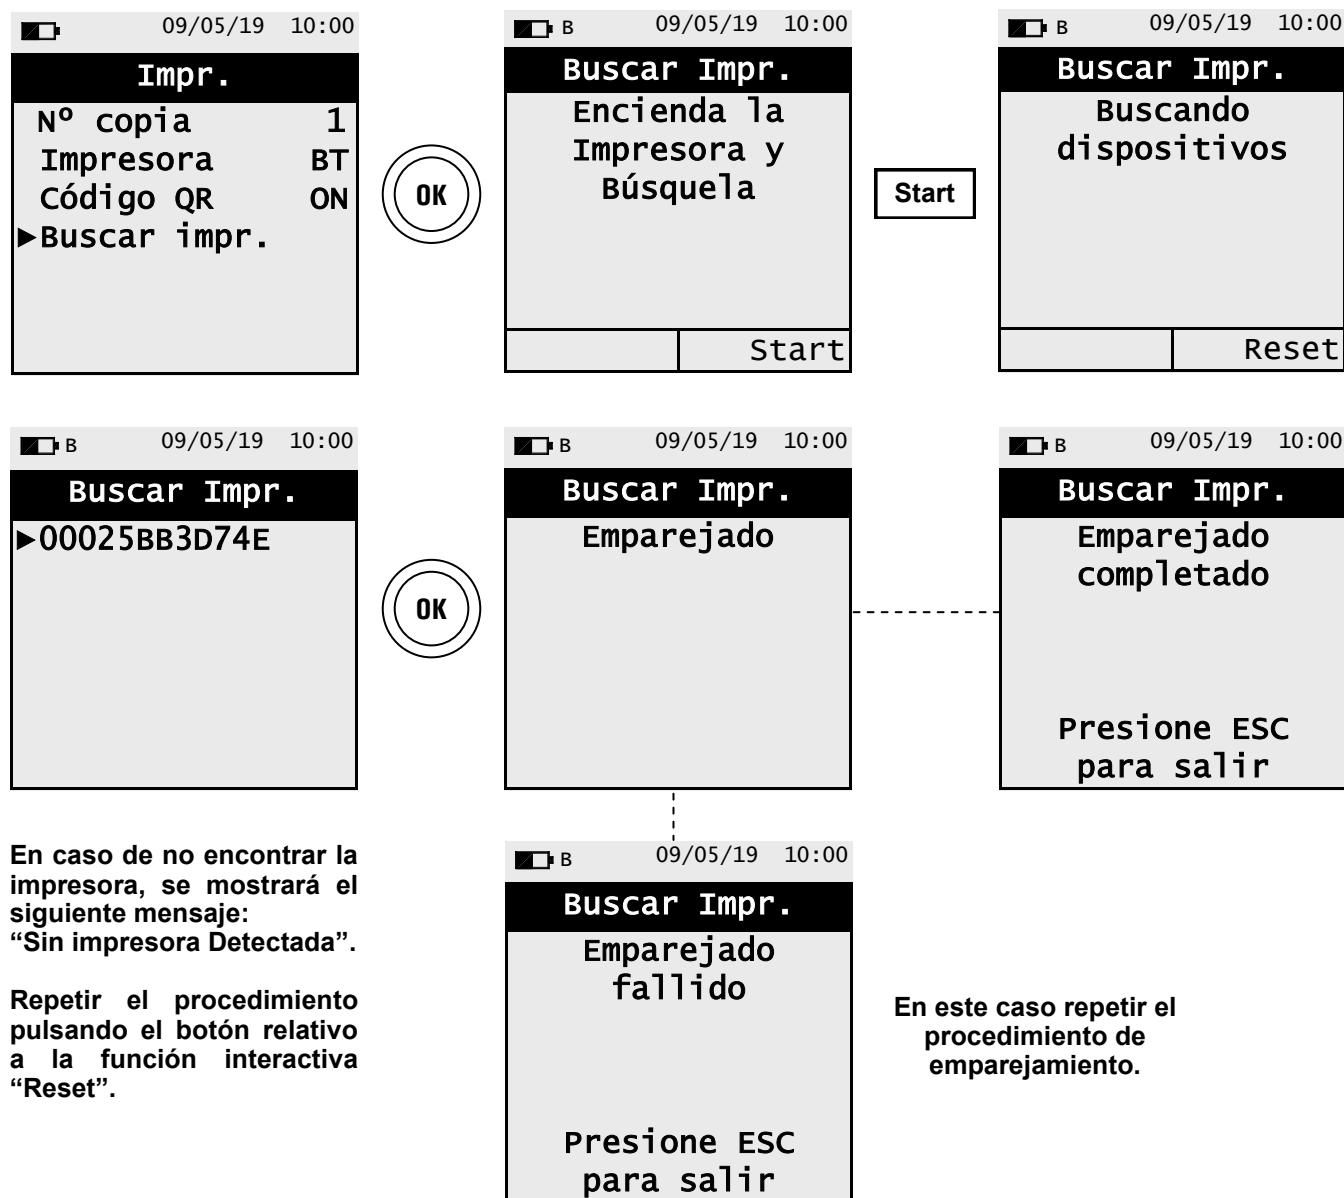 09/05/19 10:00
Impr.
Nº copia 1
Impresora BT
Código QR ON
►Buscar impr.
OK
B 09/05/19 10:00
Buscar Impr.
Encienda la
Impresora y
Búsquela
Start
Start
B 09/05/19 10:00
Buscar Impr.
Buscando
dispositivos
Reset
B 09/05/19 10:00
Buscar Impr.
►00025BB3D74E
OK
B 09/05/19 10:00
Buscar Impr.
Emparejado
B 09/05/19 10:00
Buscar Impr.
Emparejado
completado
Presione ESC
para salir
En caso de no encontrar la
impresora, se mostrará el
siguiente mensaje:
“Sin impresora Detectada”.
Repetir el procedimiento
pulsando el botón relativo
a la función interactiva
“Reset”.
B 09/05/19 10:00
Buscar Impr.
Emparejado
fallido
Presione ESC
para salir
En este caso repetir el
procedimiento de
emparejamiento.